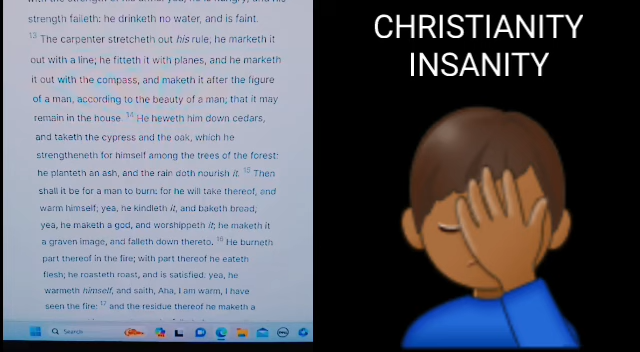 strength faileth: he drinketh no water, and is faint.
13 The carpenter stretcheth out his rule; he marketh it
out with a line; he fitteth it with planes, and he marketh
it out with the compass, and maketh it after the figure
of a man, according to the beauty of a man; that it may
remain in the house. 14 He heweth him down cedars,
and taketh the cypress and the oak, which he
strengtheneth for himself among the trees of the forest:
he planteth an ash, and the rain doth nourish it. 15 Then
shall it be for a man to burn: for he will take thereof, and
warm himself; yea, he kindleth it, and baketh bread;
yea, he maketh a god, and worshippeth it; he maketh it
a graven image, and falleth down thereto. 16 He burneth
part thereof in the fire; with part thereof he eateth
flesh; he roasteth roast, and is satisfied: yea, he
warmeth himself, and saith, Aha, I am warm, I have
seen the fire: 17 and the residue thereof he maketh a
Search
CHRISTIANITY
INSANITY